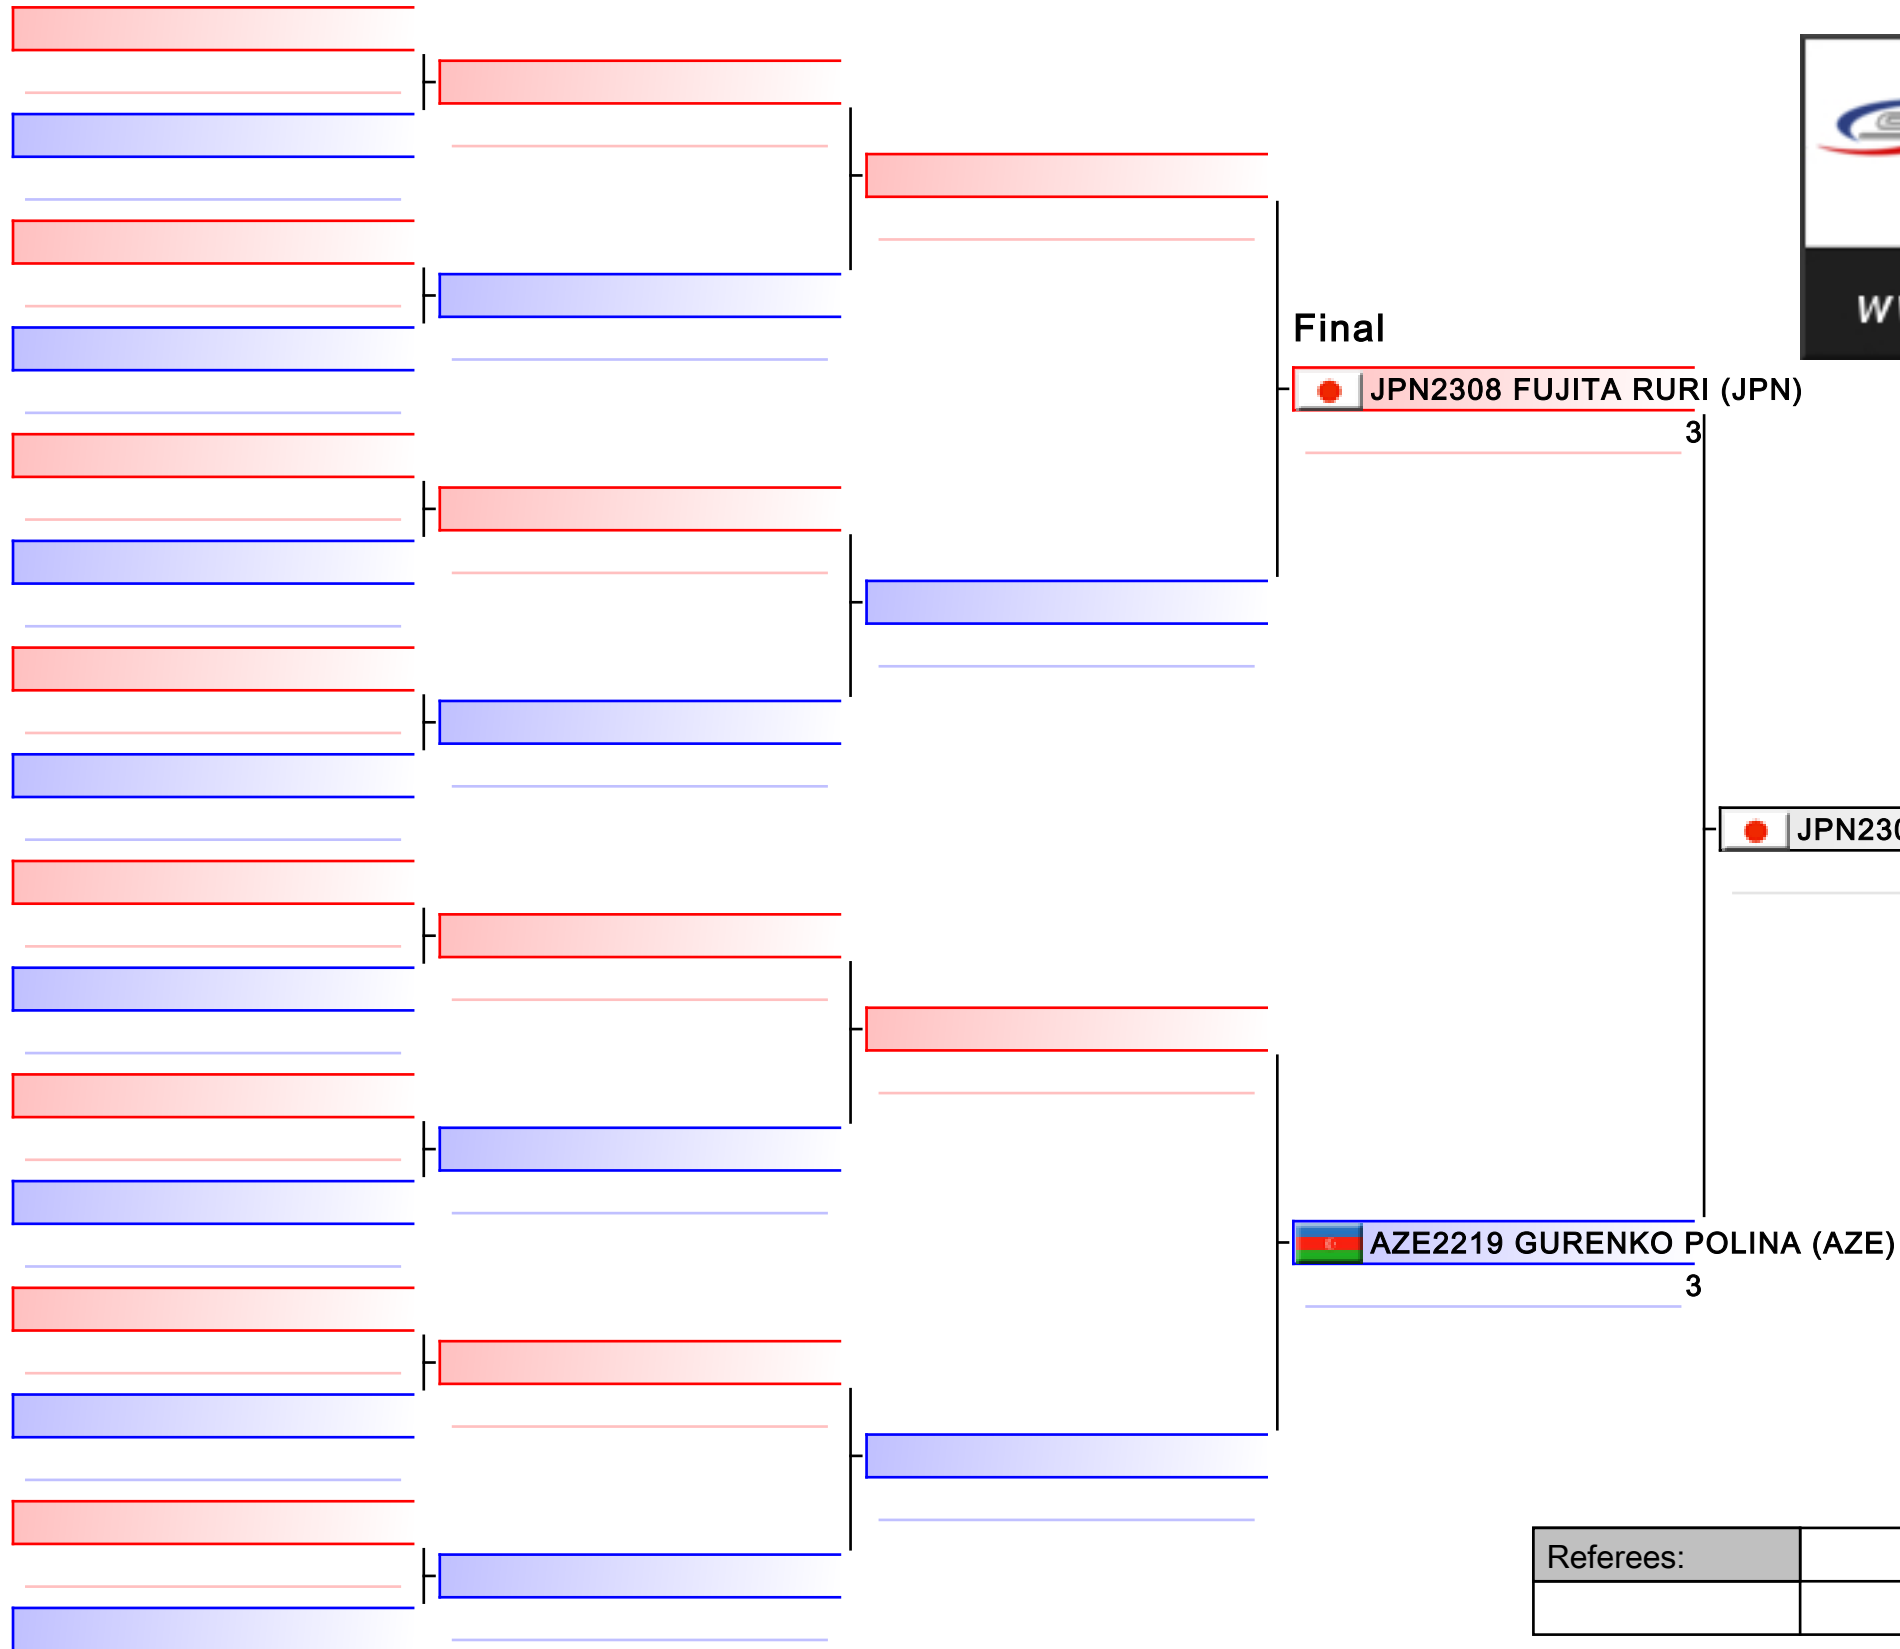 Final
JPN2308 FUJITA RURI (JPN)
3
JPN230
AZE2219 GURENKO POLINA (AZE)
3
Referees: